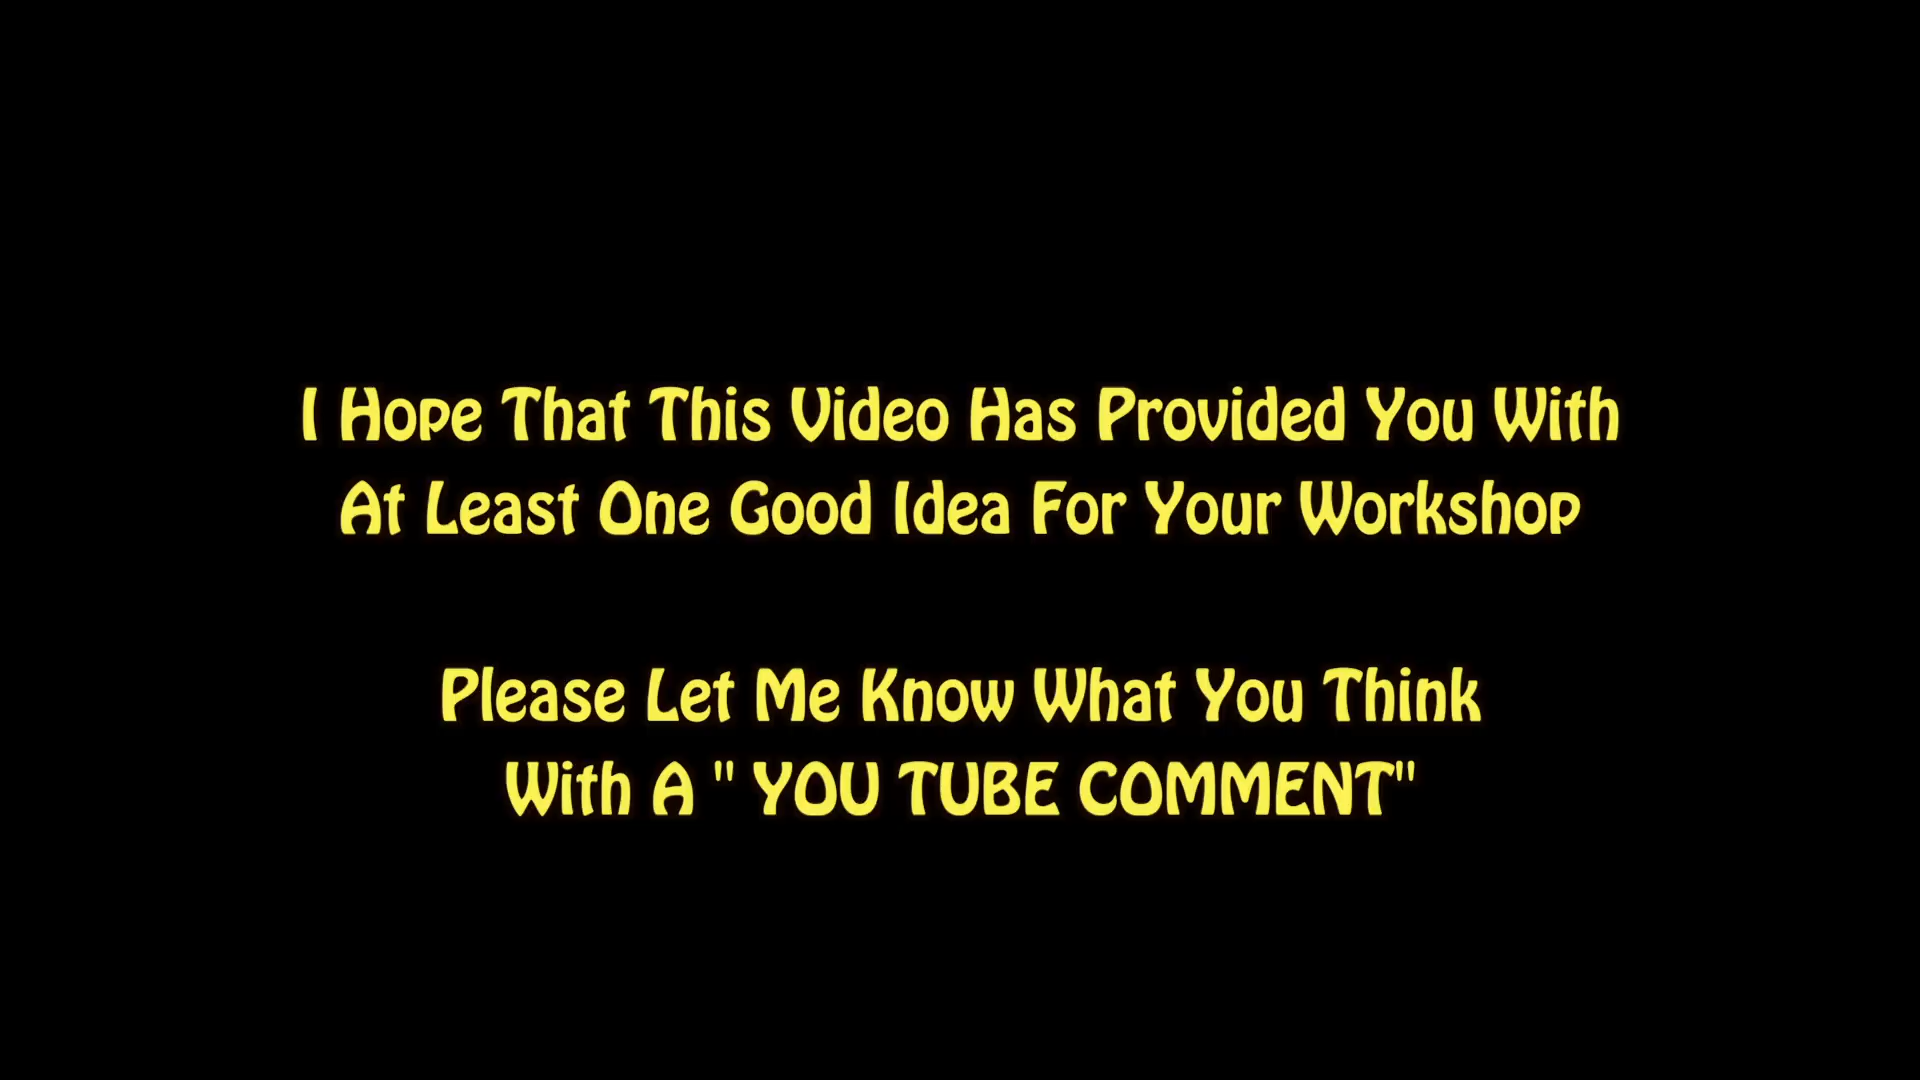 I Hope That This Video Has Provided You With
At Least One Good Idea For Your Workshop
Please Let Me Know What You Think
With A " YOU TUBE COMMENT"